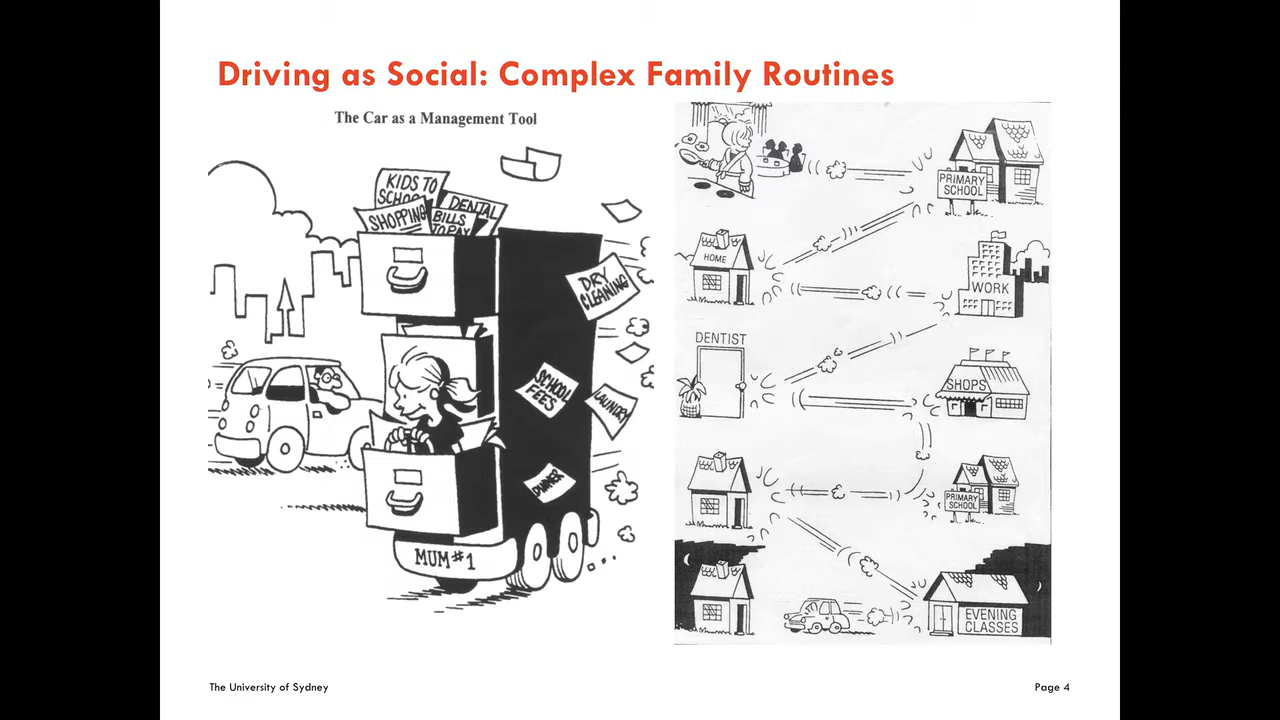 Driving as Social: Complex Family Routines
The Car as a Management Tool
KIDS TO
SCHOOL
SHOPPING
DENTAL
BILLS
TO PAY
DRY
CLEANING
SCHOOL
FEES
LAUNDRY
DINNER
MUM #1
PRIMARY
SCHOOL
HOME
WORK
DENTIST
SHOPS
PRIMARY
SCHOOL
EVENING
CLASSES
The University of Sydney
Page 4